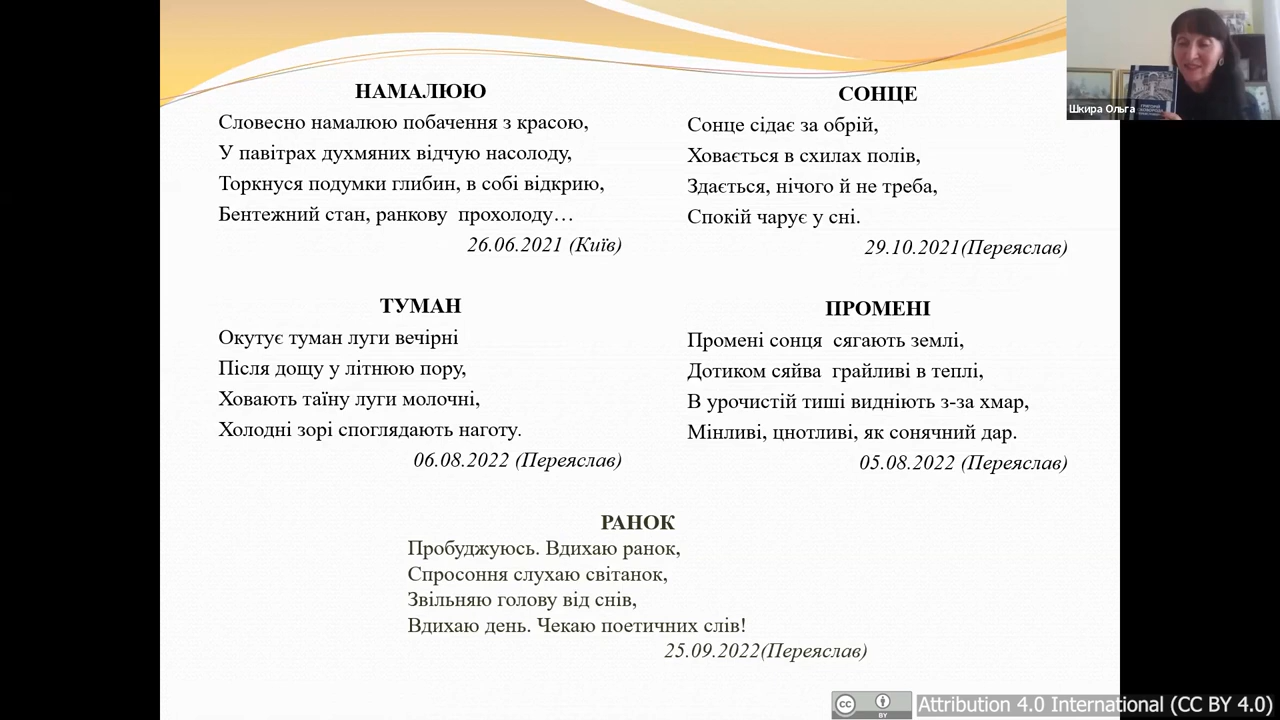 НАМАЛЮЮ
Словесно намалюю побачення з красою,
У павітрах духмяних відчую насолоду,
Торкнуся подумки глибин, в собі відкрию,
Бентежний стан, ранкову прохолоду…
26.06.2021 (Київ)
СОНЦЕ
Сонце сідає за обрій,
Ховається в схилах полів,
Здається, нічого й не треба,
Спокій чарує у сні.
29.10.2021(Переяслав)
ТУМАН
Окутує туман луги вечірні
Після дощу у літнюю пору,
Ховають таїну луги молочні,
Холодні зорі споглядають наготу.
06.08.2022 (Переяслав)
ПРОМЕНІ
Промені сонця сягають землі,
Дотиком сяйва грайливі в теплі,
В урочистій тиші видніють з-за хмар,
Мінливі, цнотливі, як сонячний дар.
05.08.2022 (Переяслав)
РАНОК
Пробуджуюсь. Вдихаю ранок,
Спросоння слухаю світанок,
Звільняю голову від снів,
Вдихаю день. Чекаю поетичних слів!
25.09.2022(Переяслав)
Шкира Ольга
ГРИГОРІЙ
cc BY
Attribution 4.0 International (CC BY 4.0)